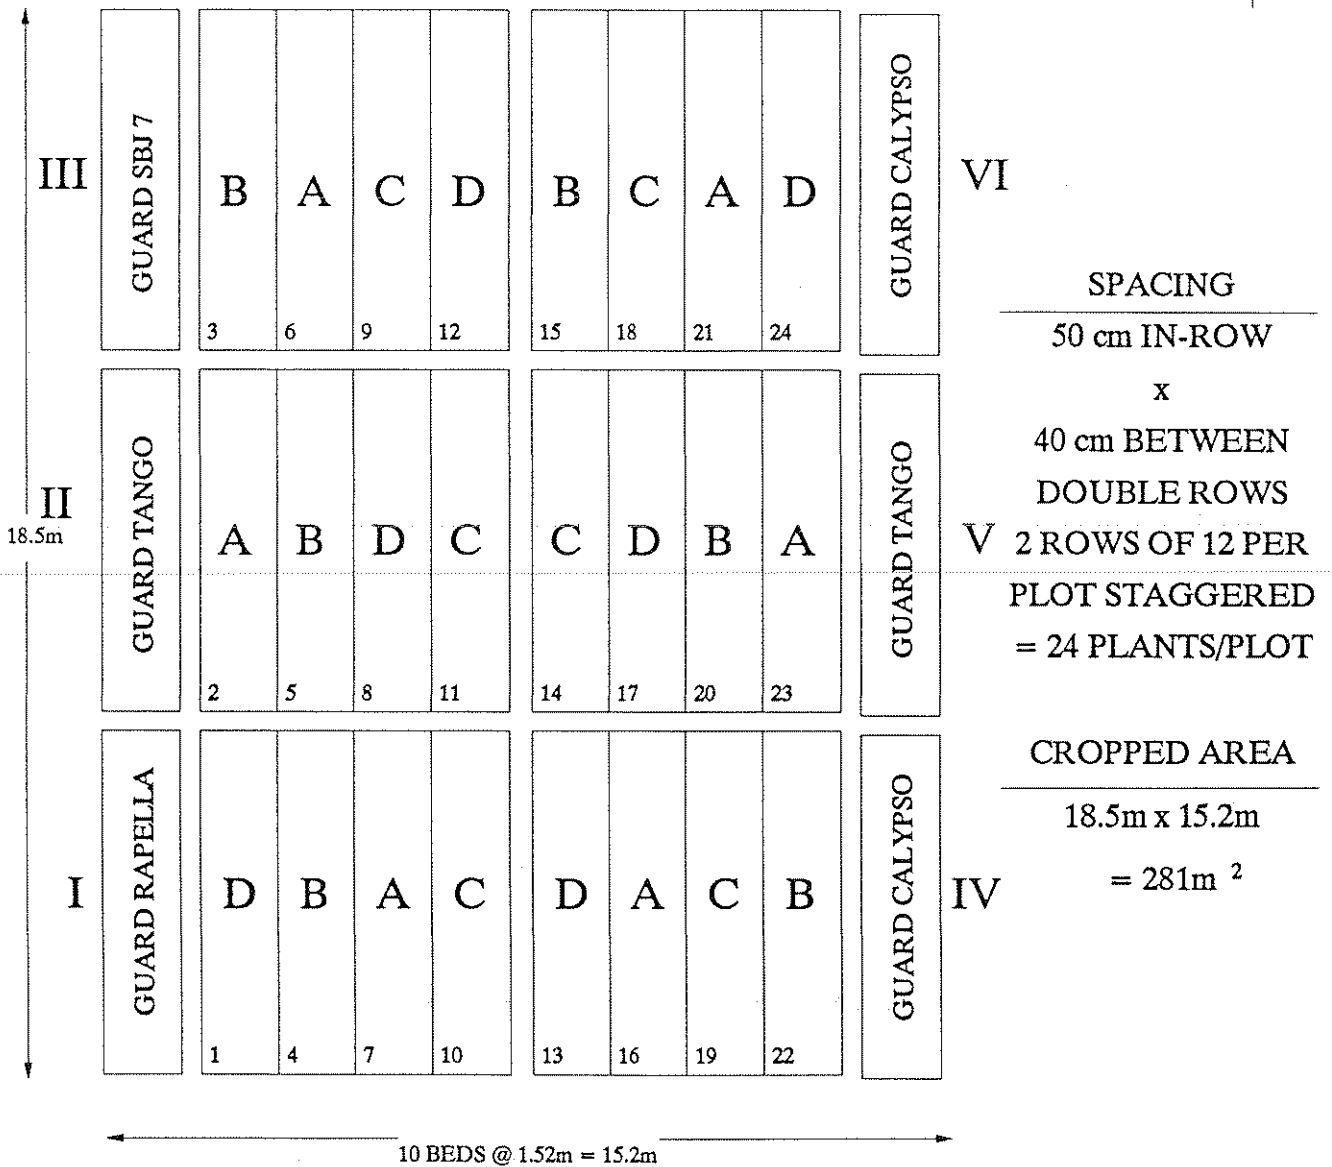 III
GUARD SBJ 7
B A C D
B C A D
GUARD CALYPSO
VI
3 6 9 12
15 18 21 24
II
18.5m
GUARD TANGO
A B D C
C D B A
GUARD TANGO
V
2 5 8 11
14 17 20 23
I
GUARD RAPELLA
D B A C
D A C B
GUARD CALYPSO
IV
1 4 7 10
13 16 19 22
10 BEDS @ 1.52m = 15.2m
SPACING
50 cm IN-ROW
x
40 cm BETWEEN
DOUBLE ROWS
2 ROWS OF 12 PER
PLOT STAGGERED
= 24 PLANTS/PLOT
CROPPED AREA
18.5m x 15.2m
= 281m ²